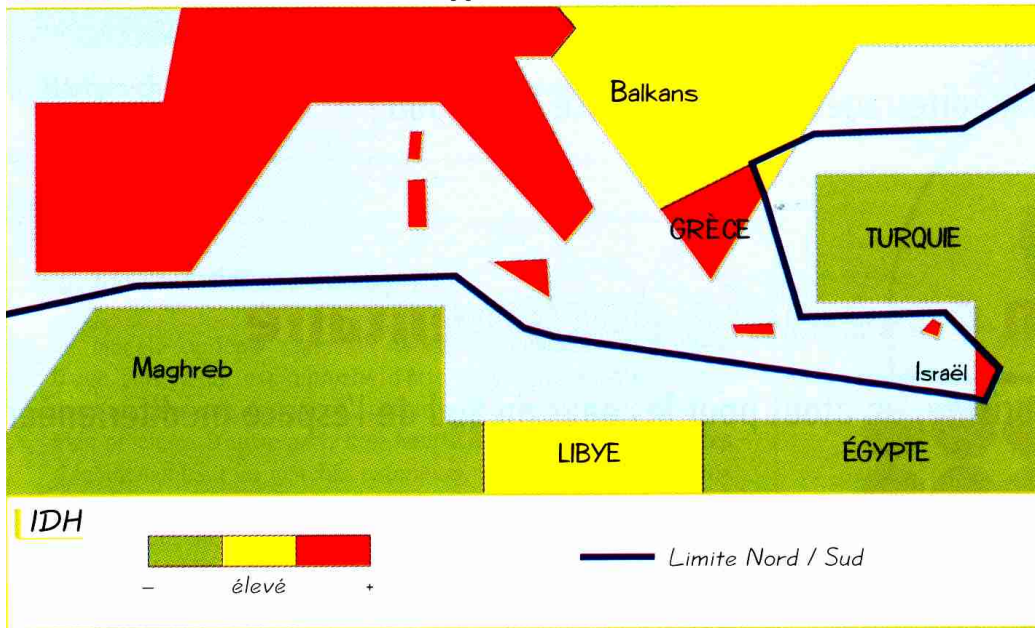 Balkans
GRÈCE
TURQUIE
Maghreb
Israël
LIBYE
ÉGYPTE
IDH
Limite Nord / Sud
– élevé +